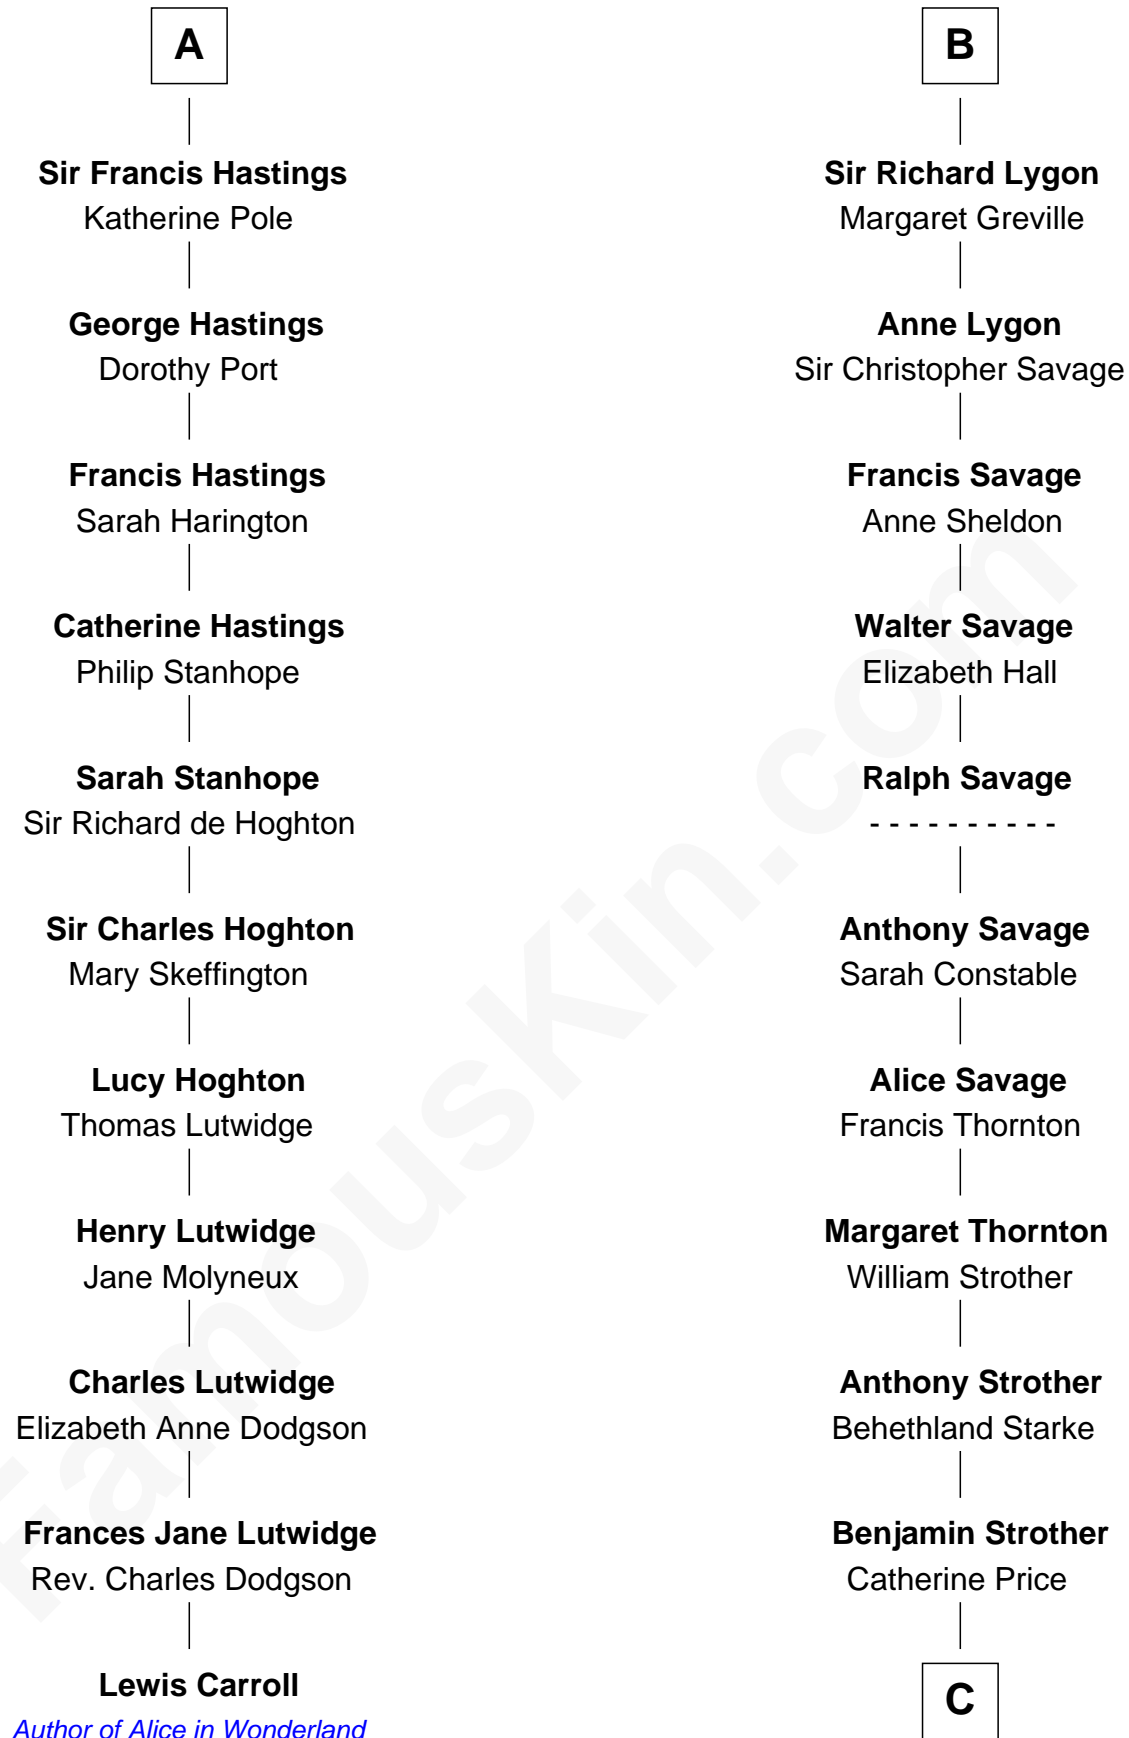 A
Sir Francis Hastings
Katherine Pole
George Hastings
Dorothy Port
Francis Hastings
Sarah Harington
Catherine Hastings
Philip Stanhope
Sarah Stanhope
Sir Richard de Hoghton
Sir Charles Hoghton
Mary Skeffington
Lucy Hoghton
Thomas Lutwidge
Henry Lutwidge
Jane Molyneux
Charles Lutwidge
Elizabeth Anne Dodgson
Frances Jane Lutwidge
Rev. Charles Dodgson
Lewis Carroll
Author of Alice in Wonderland
B
Sir Richard Lygon
Margaret Greville
Anne Lygon
Sir Christopher Savage
Francis Savage
Anne Sheldon
Walter Savage
Elizabeth Hall
Ralph Savage
- - - - - - - - - -
Anthony Savage
Sarah Constable
Alice Savage
Francis Thornton
Margaret Thornton
William Strother
Anthony Strother
Behethland Starke
Benjamin Strother
Catherine Price
C
FamousKin.com